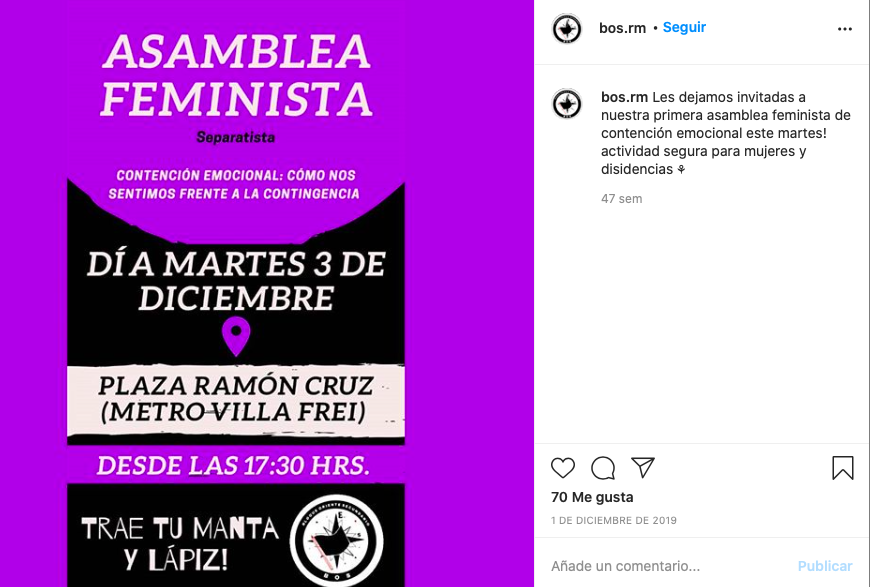 ASAMBLEA
FEMINISTA
Separatista
CONTENCIÓN EMOCIONAL: CÓMO NOS
SENTIMOS FRENTE A LA CONTINGENCIA
DÍA MARTES 3 DE
DICIEMBRE
PLAZA RAMÓN CRUZ
(METRO VILLA FREI)
DESDE LAS 17:30 HRS.
TRAE TU MANTA
Y LÁPIZ!
BLOQUE ORIENTE SECUNDARIO
E
S
BOS
bos.rm • Seguir
bos.rm Les dejamos invitadas a
nuestra primera asamblea feminista de
contención emocional este martes!
actividad segura para mujeres y
disidencias ⚘
47 sem
70 Me gusta
1 DE DICIEMBRE DE 2019
Añade un comentario...
Publicar